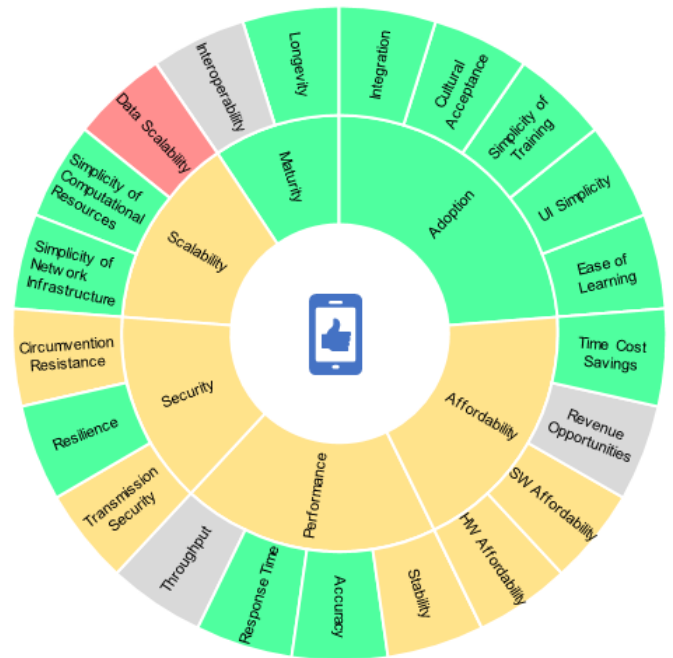 Longevity
Integration
Cultural
Acceptance
Simplicity of
Training
UI Simplicity
Ease of
Learning
Time Cost
Savings
Revenue
Opportunities
SW Affordability
HW Affordability
Stability
Accuracy
Response Time
Throughput
Transmission
Security
Resilience
Circumvention
Resistance
Simplicity of
Network
Infrastructure
Simplicity of
Computational
Resources
Data Scalability
Interoperability
Maturity
Adoption
Affordability
Performance
Security
Scalability